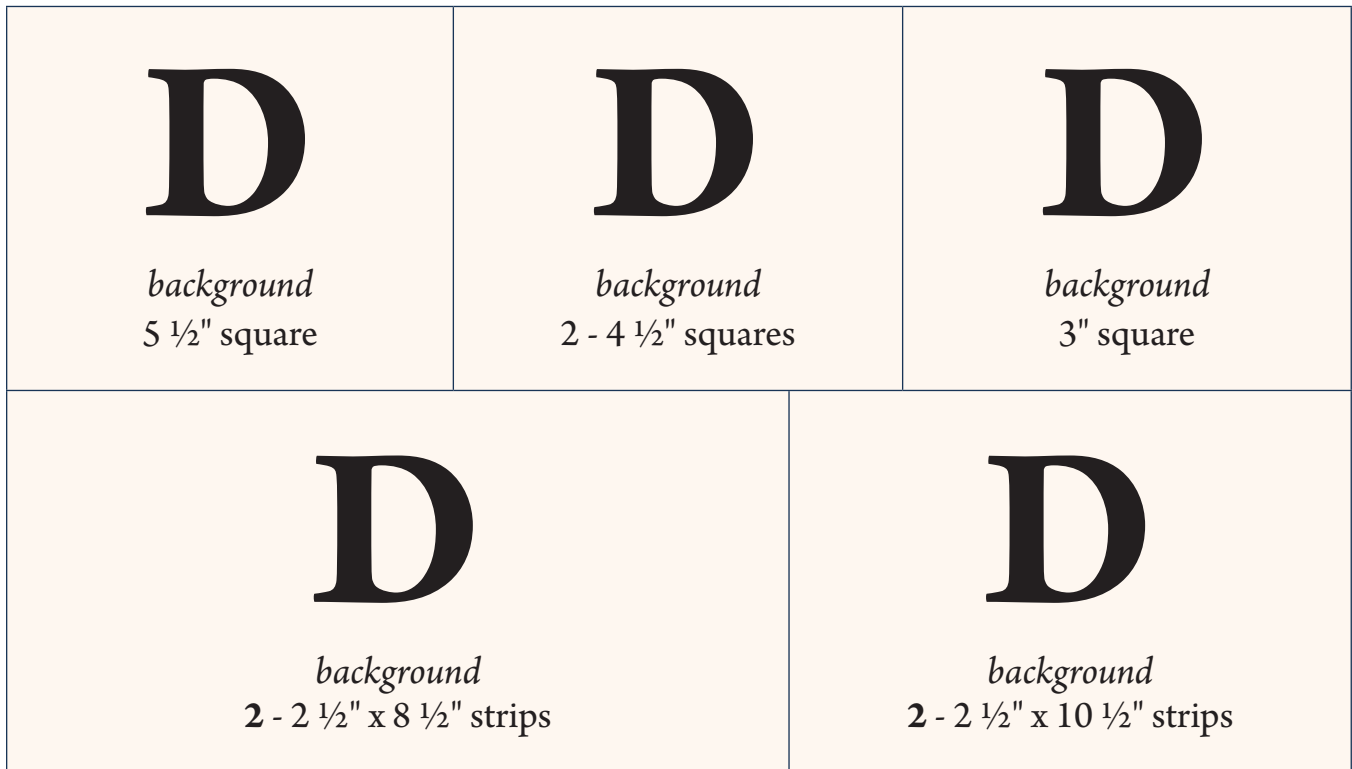 D
background
5 ½" square
D
background
2 - 4 ½" squares
D
background
3" square
D
background
2 - 2 ½" x 8 ½" strips
D
background
2 - 2 ½" x 10 ½" strips